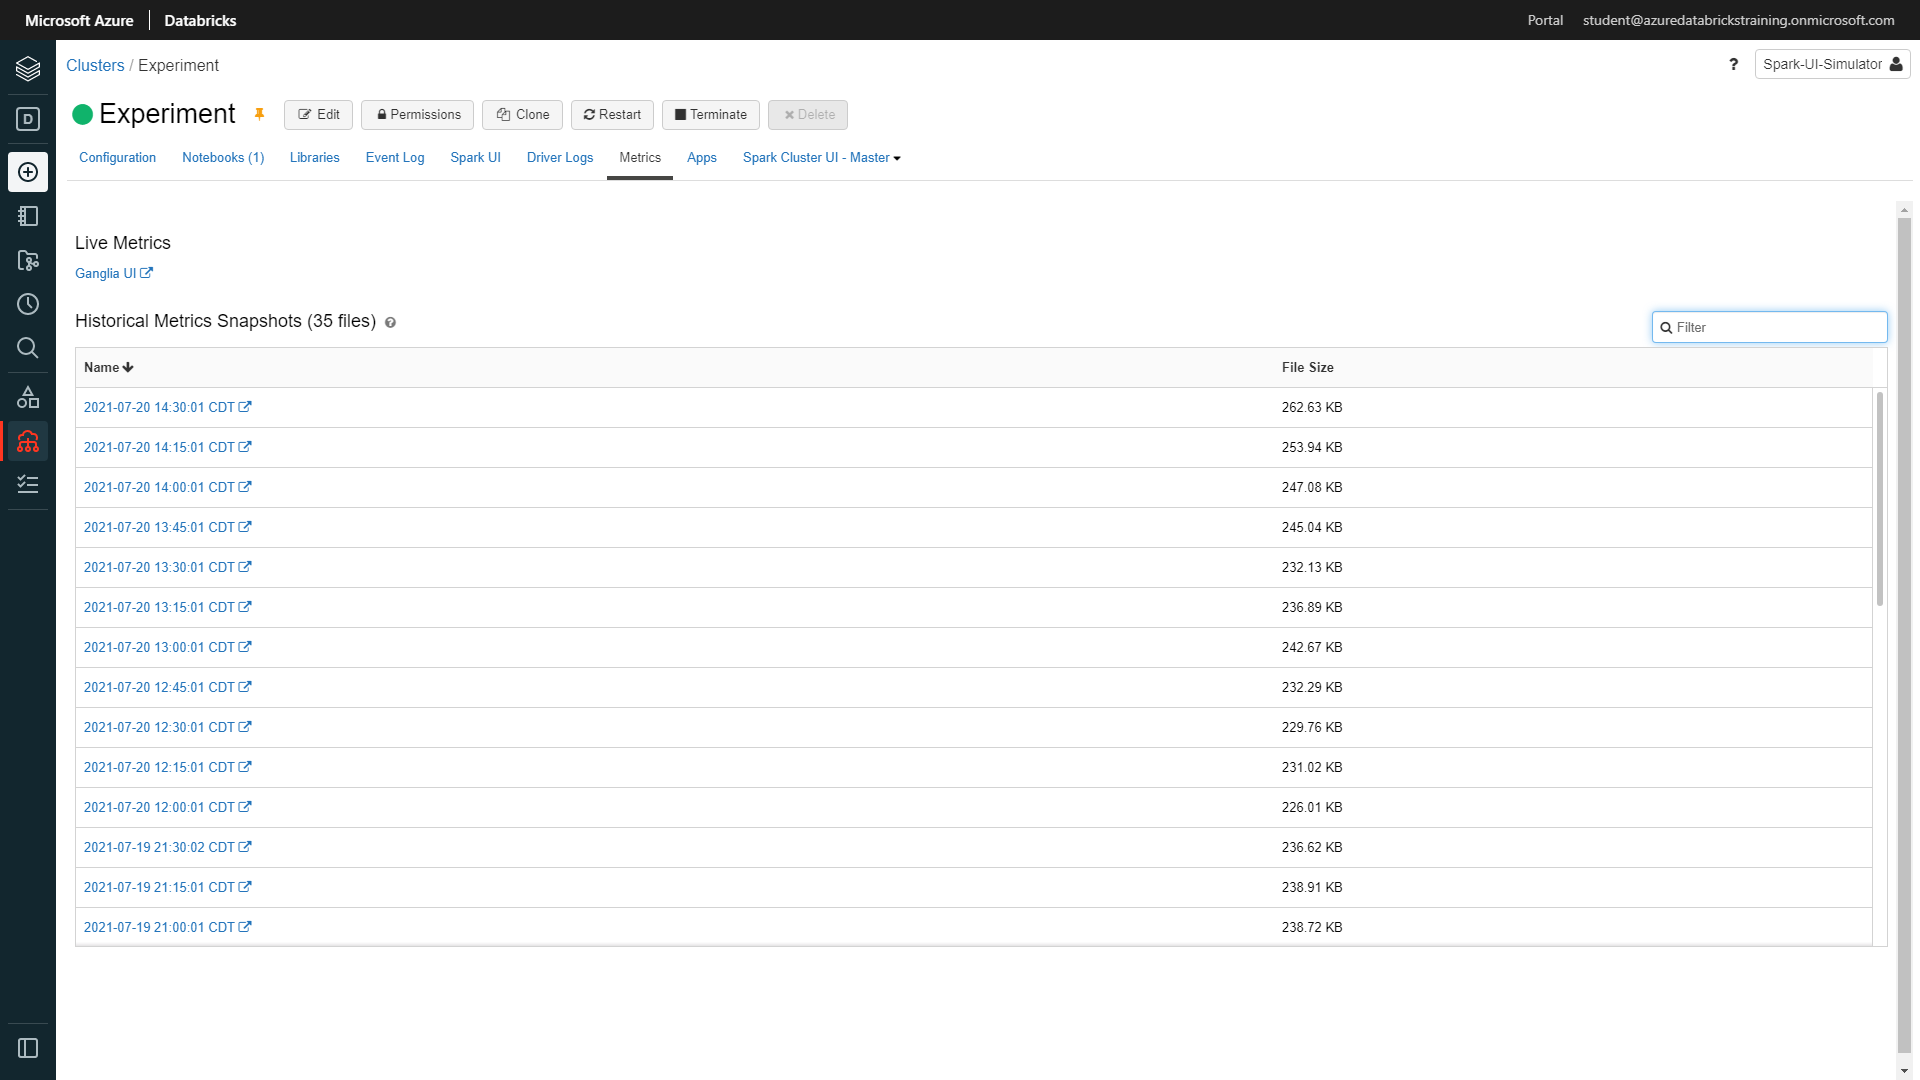 Microsoft Azure | Databricks
Portal student@azuredatabrickstraining.onmicrosoft.com
Clusters / Experiment
? Spark-UI-Simulator
Experiment Edit Permissions Clone Restart Terminate Delete
Configuration Notebooks (1) Libraries Event Log Spark UI Driver Logs Metrics Apps Spark Cluster UI - Master
D
Live Metrics
Ganglia UI
Historical Metrics Snapshots (35 files) ?
Filter
Name File Size
2021-07-20 14:30:01 CDT 262.63 KB
2021-07-20 14:15:01 CDT 253.94 KB
2021-07-20 14:00:01 CDT 247.08 KB
2021-07-20 13:45:01 CDT 245.04 KB
2021-07-20 13:30:01 CDT 232.13 KB
2021-07-20 13:15:01 CDT 236.89 KB
2021-07-20 13:00:01 CDT 242.67 KB
2021-07-20 12:45:01 CDT 232.29 KB
2021-07-20 12:30:01 CDT 229.76 KB
2021-07-20 12:15:01 CDT 231.02 KB
2021-07-20 12:00:01 CDT 226.01 KB
2021-07-19 21:30:02 CDT 236.62 KB
2021-07-19 21:15:01 CDT 238.91 KB
2021-07-19 21:00:01 CDT 238.72 KB